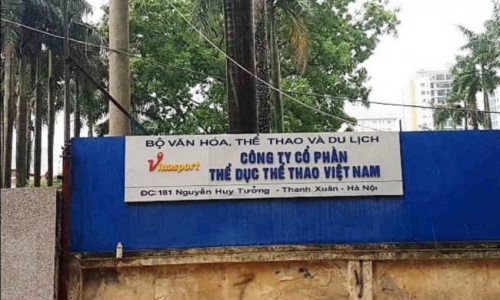 BỘ VĂN HÓA, THỂ THAO VÀ DU LỊCH
Vinasport
CÔNG TY CỔ PHẦN
THỂ DỤC THỂ THAO VIỆT NAM
ĐC: 181 Nguyễn Huy Tưởng - Thanh Xuân - Hà Nội